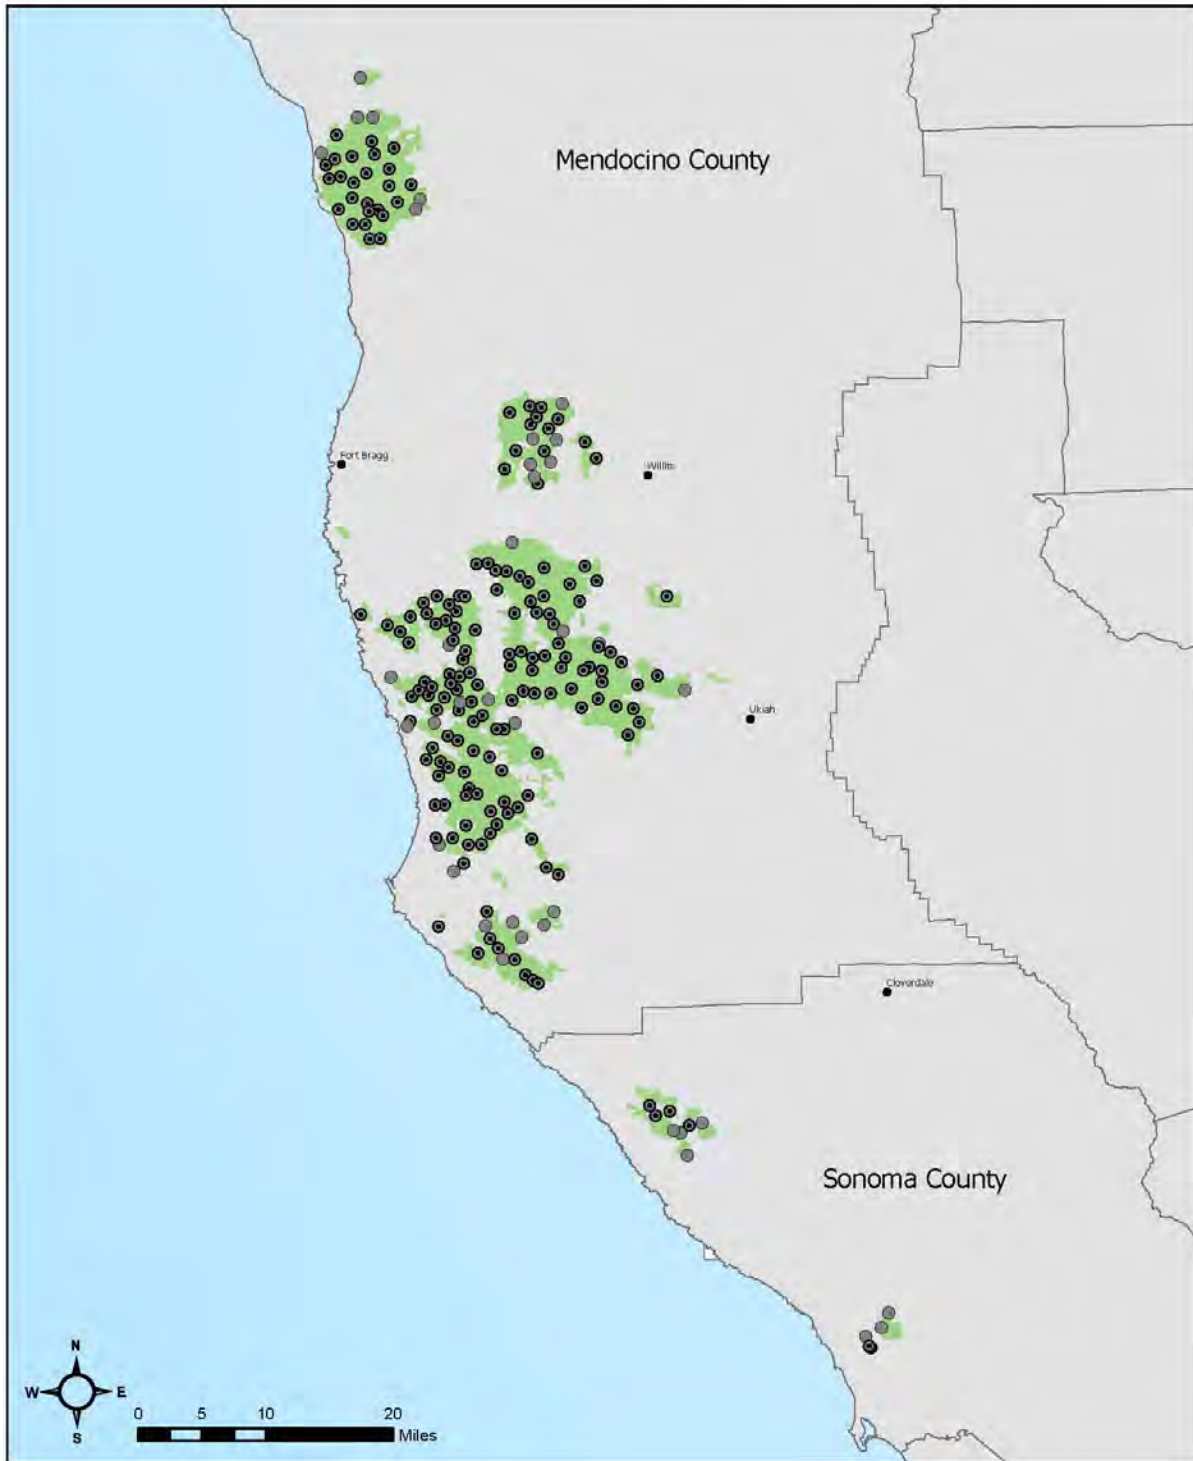 Mendocino County
Fort Bragg
Willits
Ukiah
Cloverdale
Sonoma County
N
W E
S
0 5 10 20
Miles